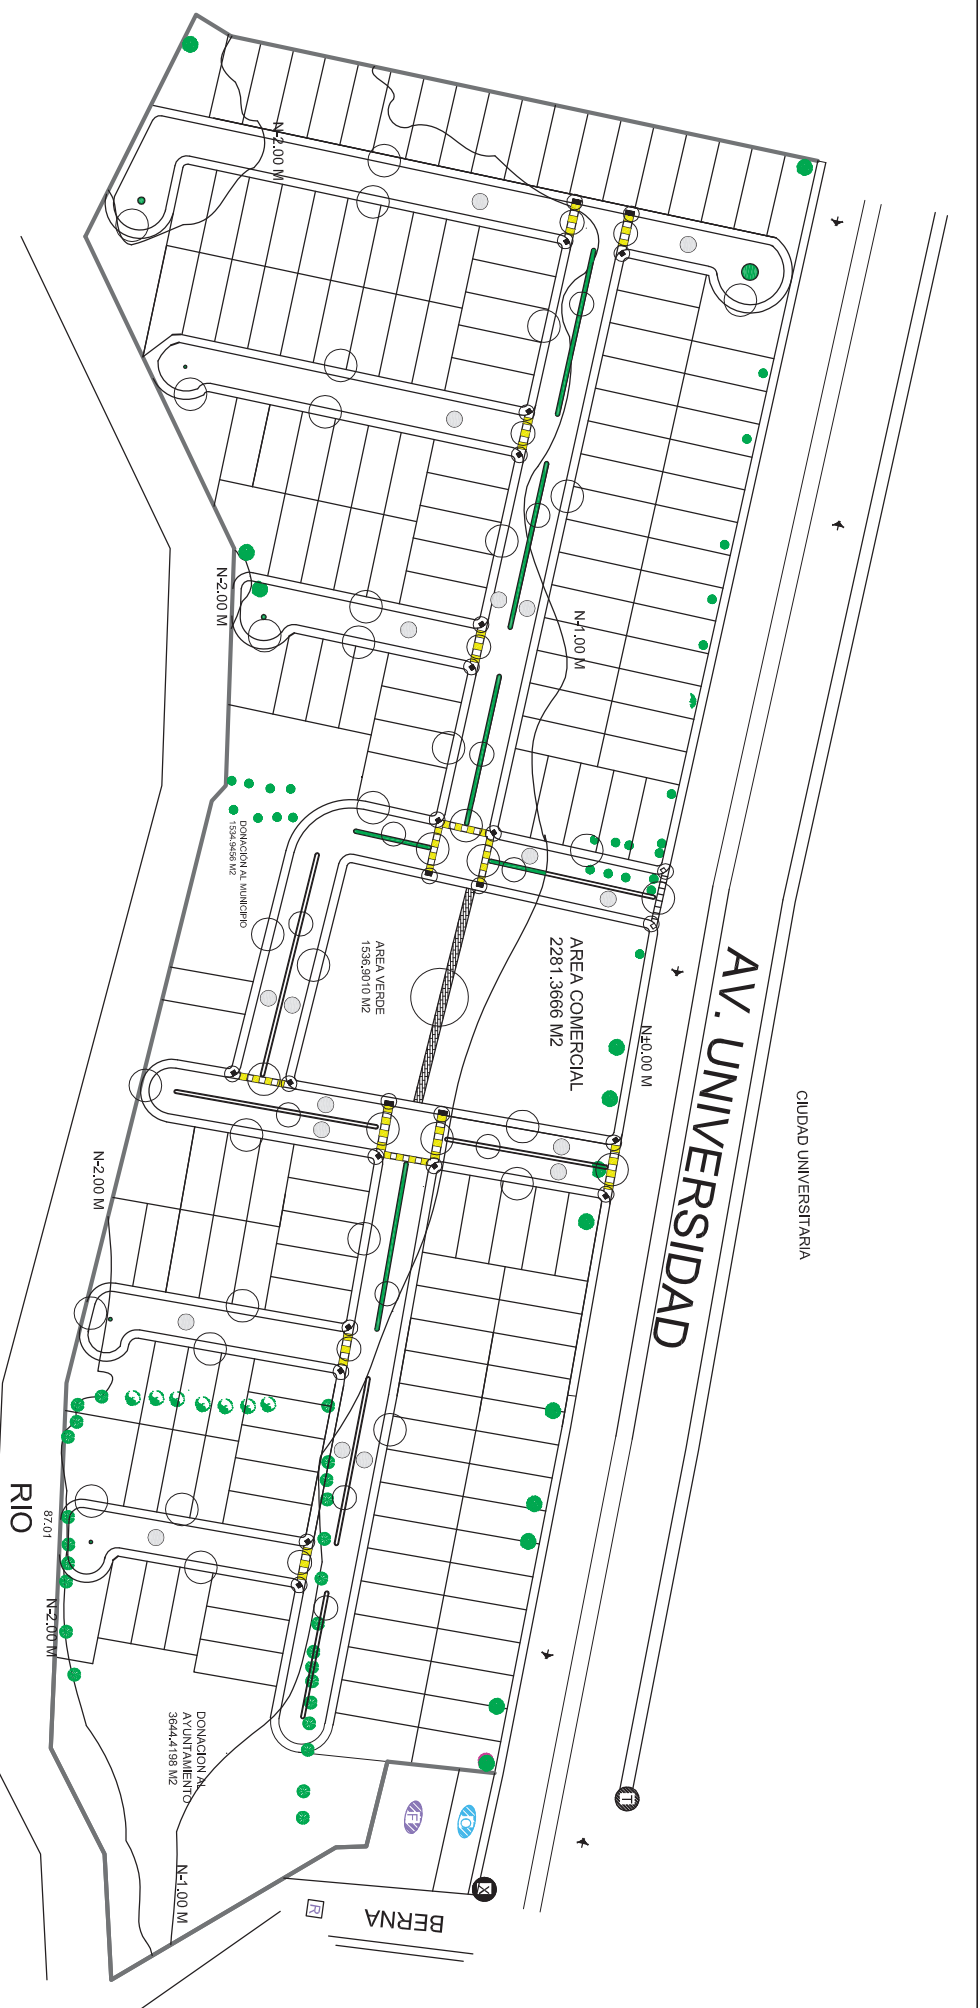 N-2.00 M
N-1.00 M
N-2.00 M
DONACIÓN AL MUNICIPIO
1534.9456 M2
AREA VERDE
1536.9010 M2
AREA COMERCIAL
2281.3666 M2
N±0.00 M
AV. UNIVERSIDAD
CIUDAD UNIVERSITARIA
N-2.00 M
RIO
87.01
N-2.00 M
DONACION AL
AYUNTAMIENTO
3644.4198 M2
N-1.00 M
BERNA
R
X
T